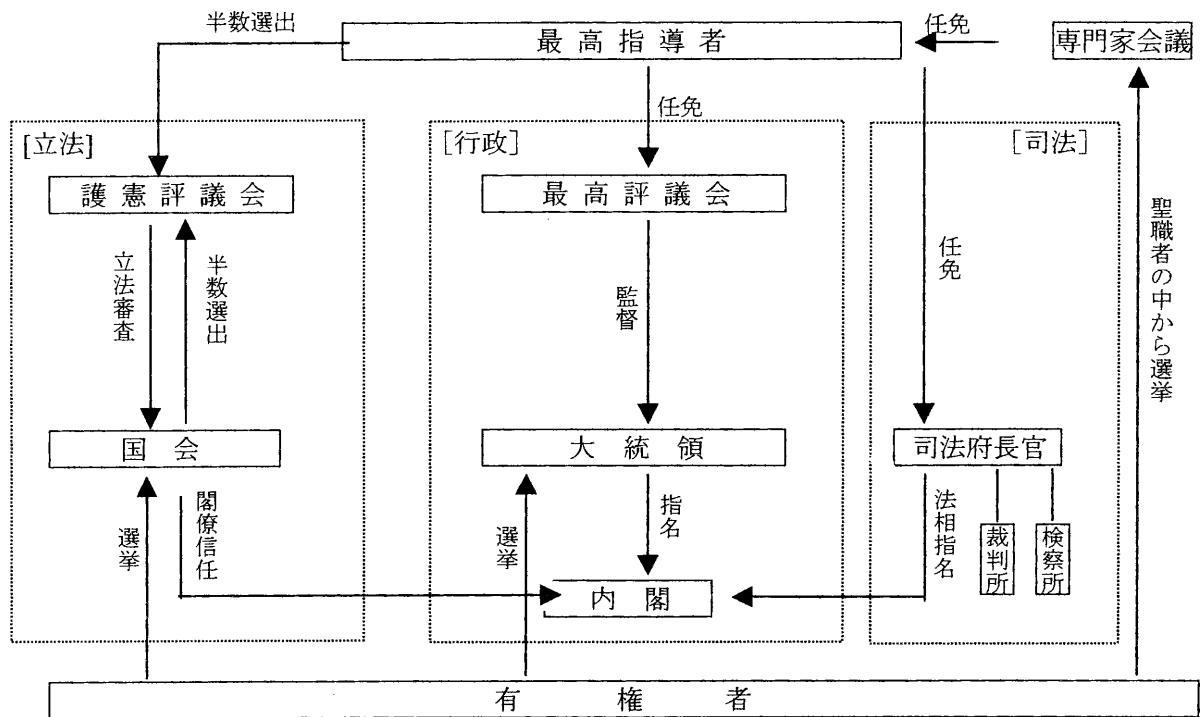 半数選出
最高指導者
任免
専門家会議
任免
[立法]
［行政］
［司法］
護憲評議会
最高評議会
立法審査
半数選出
監督
任免
聖職者の中から選挙
国会
大統領
司法府長官
選挙
閣僚信任
選挙
指名
法相指名
裁判所
検察所
内閣
有権者